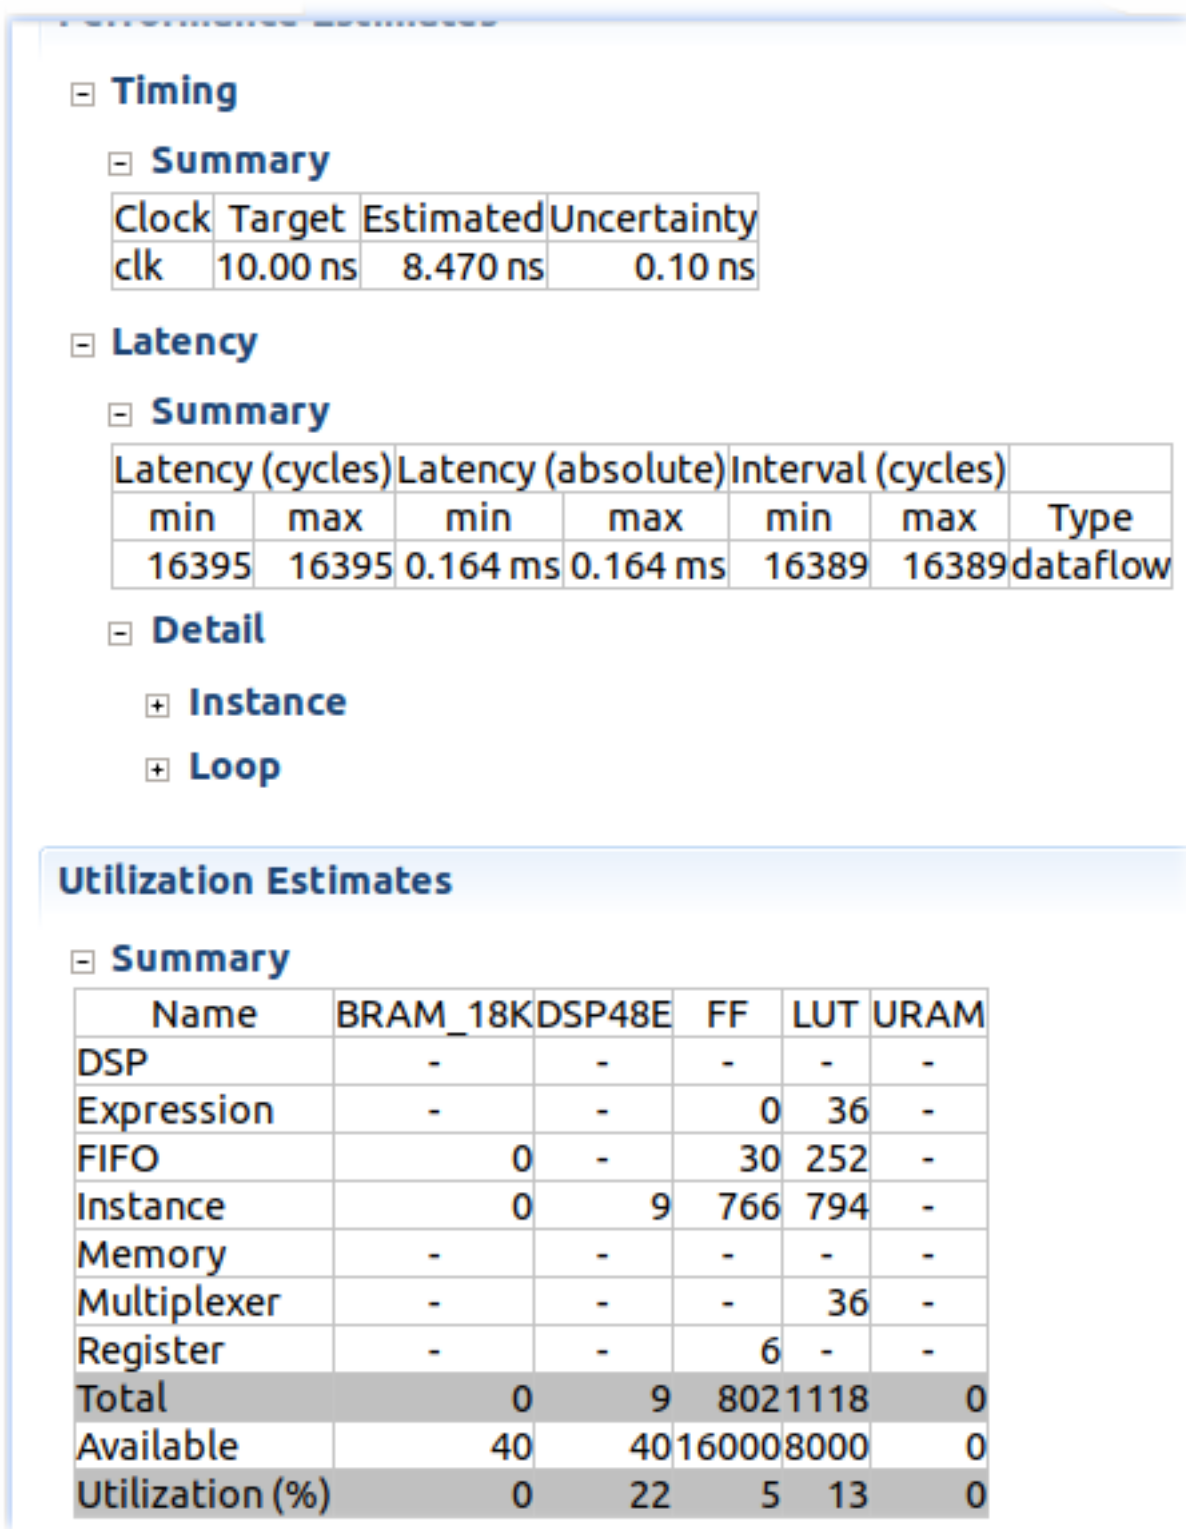 Performance Estimates
Timing
Summary
Clock Target Estimated Uncertainty
clk 10.00 ns 8.470 ns 0.10 ns
Latency
Summary
Latency (cycles) Latency (absolute) Interval (cycles)
min max min max min max Type
16395 16395 0.164 ms 0.164 ms 16389 16389 dataflow
Detail
Instance
Loop
Utilization Estimates
Summary
Name BRAM_18K DSP48E FF LUT URAM
DSP - - - - -
Expression - - 0 36 -
FIFO 0 - 30 252 -
Instance 0 9 766 794 -
Memory - - - - -
Multiplexer - - - 36 -
Register - - 6 - -
Total 0 9 802 1118 0
Available 40 40 16000 8000 0
Utilization (%) 0 22 5 13 0